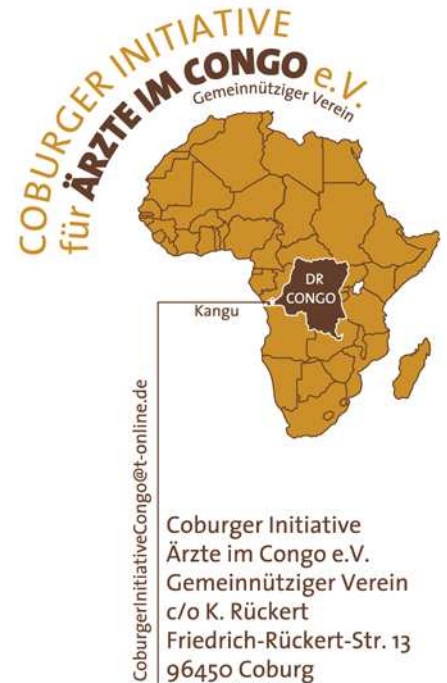 COBURGER INITIATIVE
für ÄRZTE IM CONGO e.V.
Gemeinnütziger Verein
DR
CONGO
Kangu
CoburgerInitiativeCongo@t-online.de
Coburger Initiative
Ärzte im Congo e.V.
Gemeinnütziger Verein
c/o K. Rückert
Friedrich-Rückert-Str. 13
96450 Coburg